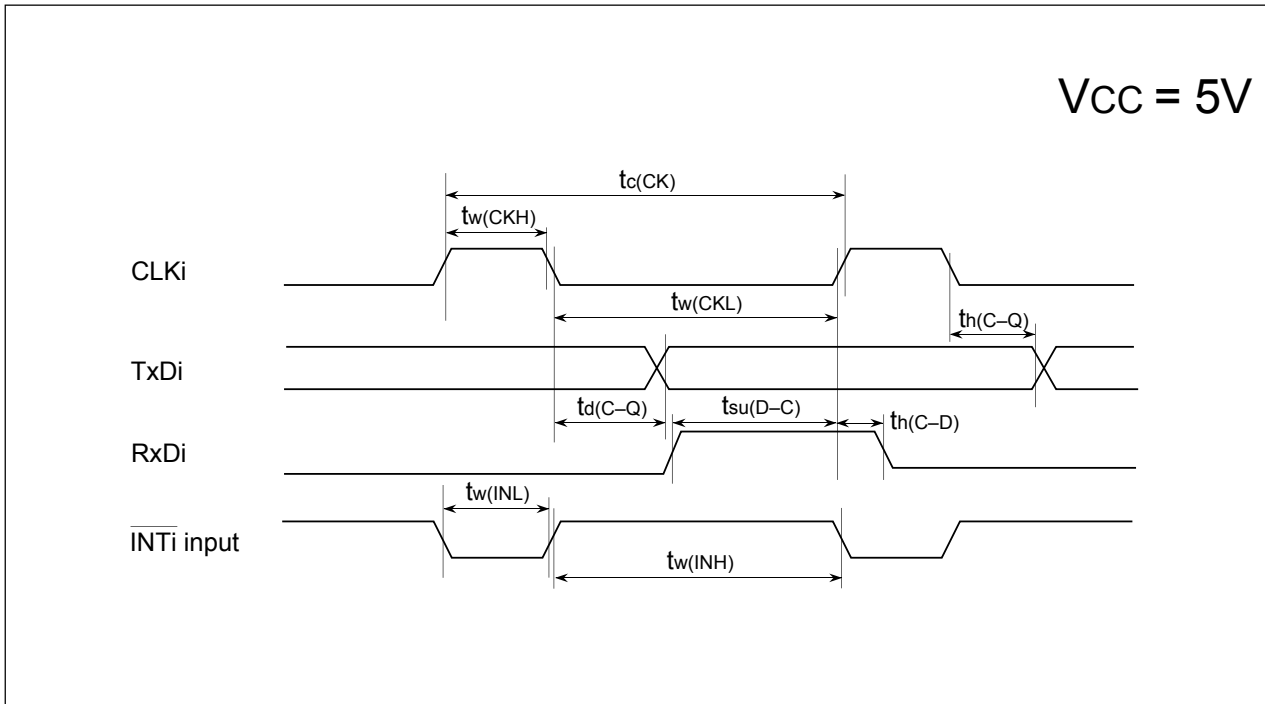 VCC = 5V
tc(CK)
tw(CKH)
CLKi
tw(CKL)
th(C–Q)
TxDi
td(C–Q)
tsu(D–C)
th(C–D)
RxDi
tw(INL)
INTi input
tw(INH)